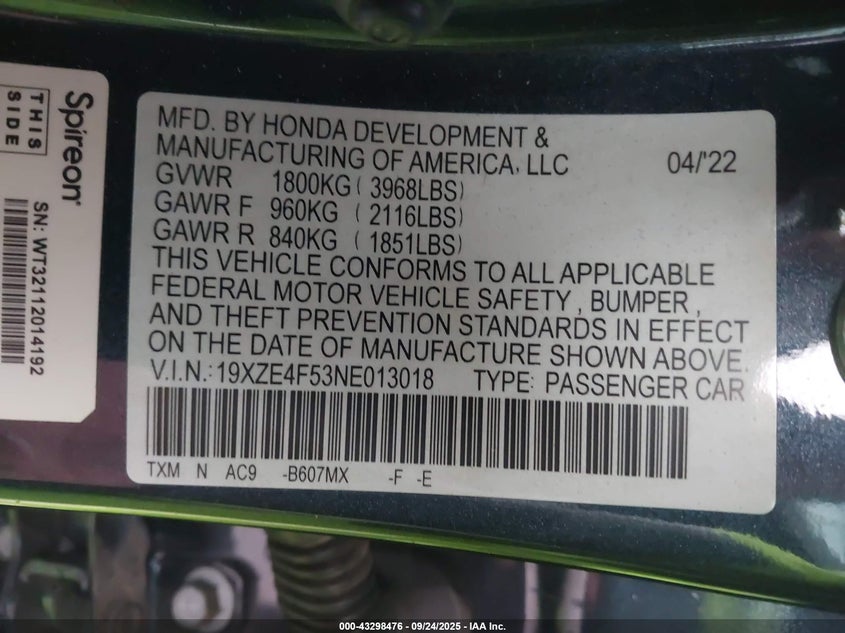 Spireon
THIS
SIDE
SN: WT32112014192
MFD. BY HONDA DEVELOPMENT &
MANUFACTURING OF AMERICA, LLC 04/'22
GVWR 1800KG ( 3968LBS)
GAWR F 960KG ( 2116LBS)
GAWR R 840KG ( 1851LBS)
THIS VEHICLE CONFORMS TO ALL APPLICABLE
FEDERAL MOTOR VEHICLE SAFETY , BUMPER ,
AND THEFT PREVENTION STANDARDS IN EFFECT
ON THE DATE OF MANUFACTURE SHOWN ABOVE.
V.I.N.: 19XZE4F53NE013018 TYPE: PASSENGER CAR
TXM N AC9 -B607MX -F -E
000-43298476 - 09/24/2025 - IAA Inc.